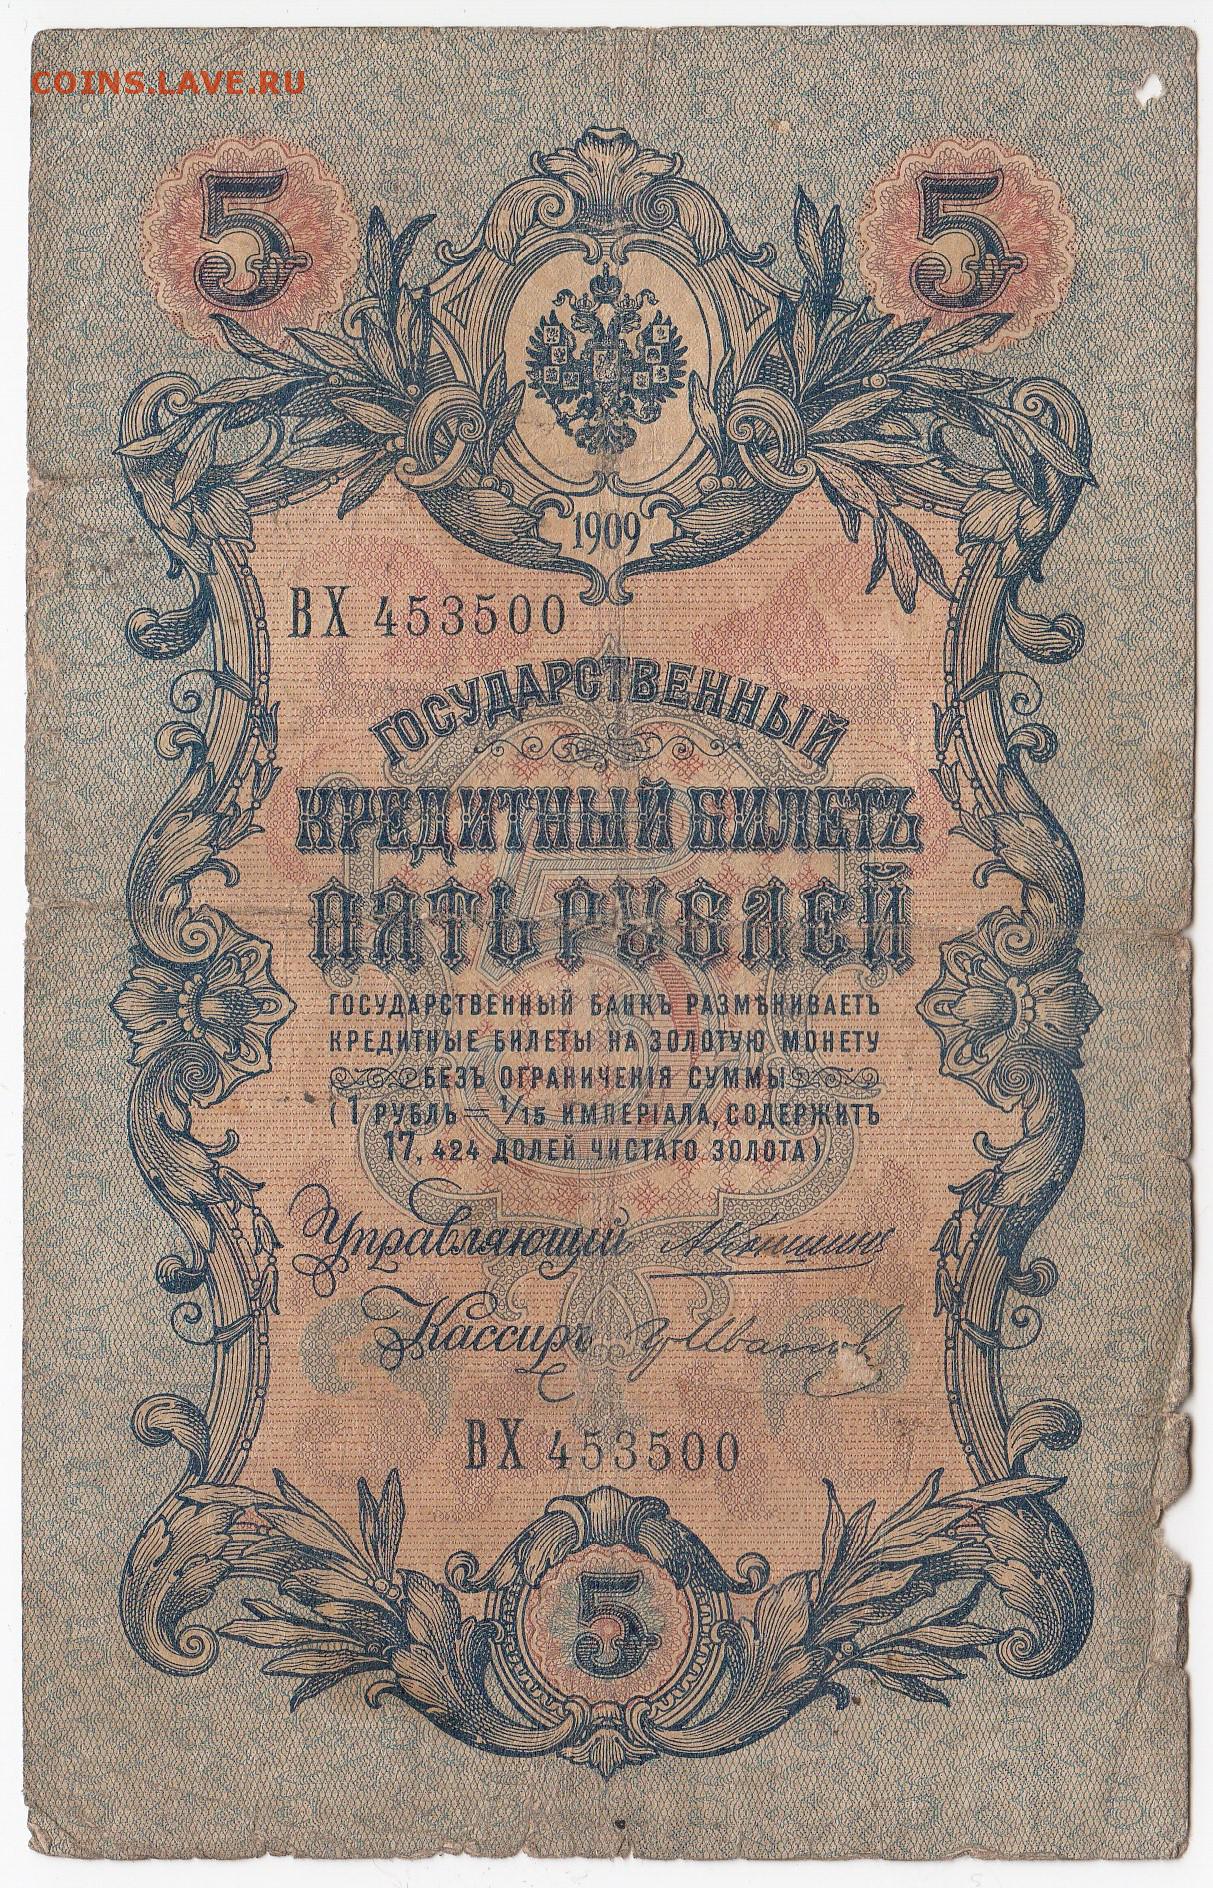 COINS.LAVE.RU
5 5
1909
ВХ 453500
ГОСУДАРСТВЕННЫЙ
КРЕДИТНЫЙ БИЛЕТЪ
ПЯТЬ РУБЛЕЙ
ГОСУДАРСТВЕННЫЙ БАНКЪ РАЗМѢНИВАЕТЪ
КРЕДИТНЫЕ БИЛЕТЫ НА ЗОЛОТУЮ МОНЕТУ
БЕЗЪ ОГРАНИЧЕНІЯ СУММЫ
(1 РУБЛЬ = 1/15 ИМПЕРІАЛА, СОДЕРЖИТЪ
17,424 ДОЛЕЙ ЧИСТАГО ЗОЛОТА).
Управляющій АКоншинъ
Кассиръ ГрИвановъ
ВХ 453500
5